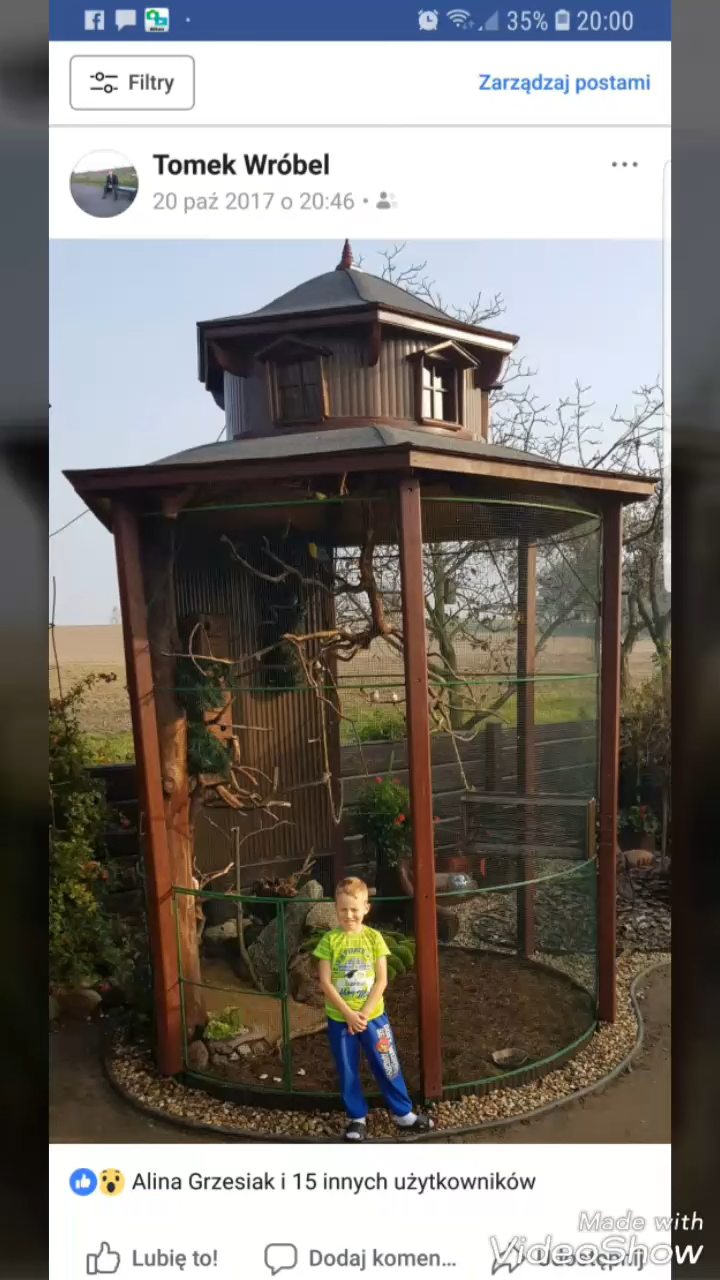 35% 20:00
Filtry
Zarządzaj postami
Tomek Wróbel
20 paź 2017 o 20:46
Alina Grzesiak i 15 innych użytkowników
Lubię to!
Dodaj komen...
Udostępnij
Made with
VideoShow